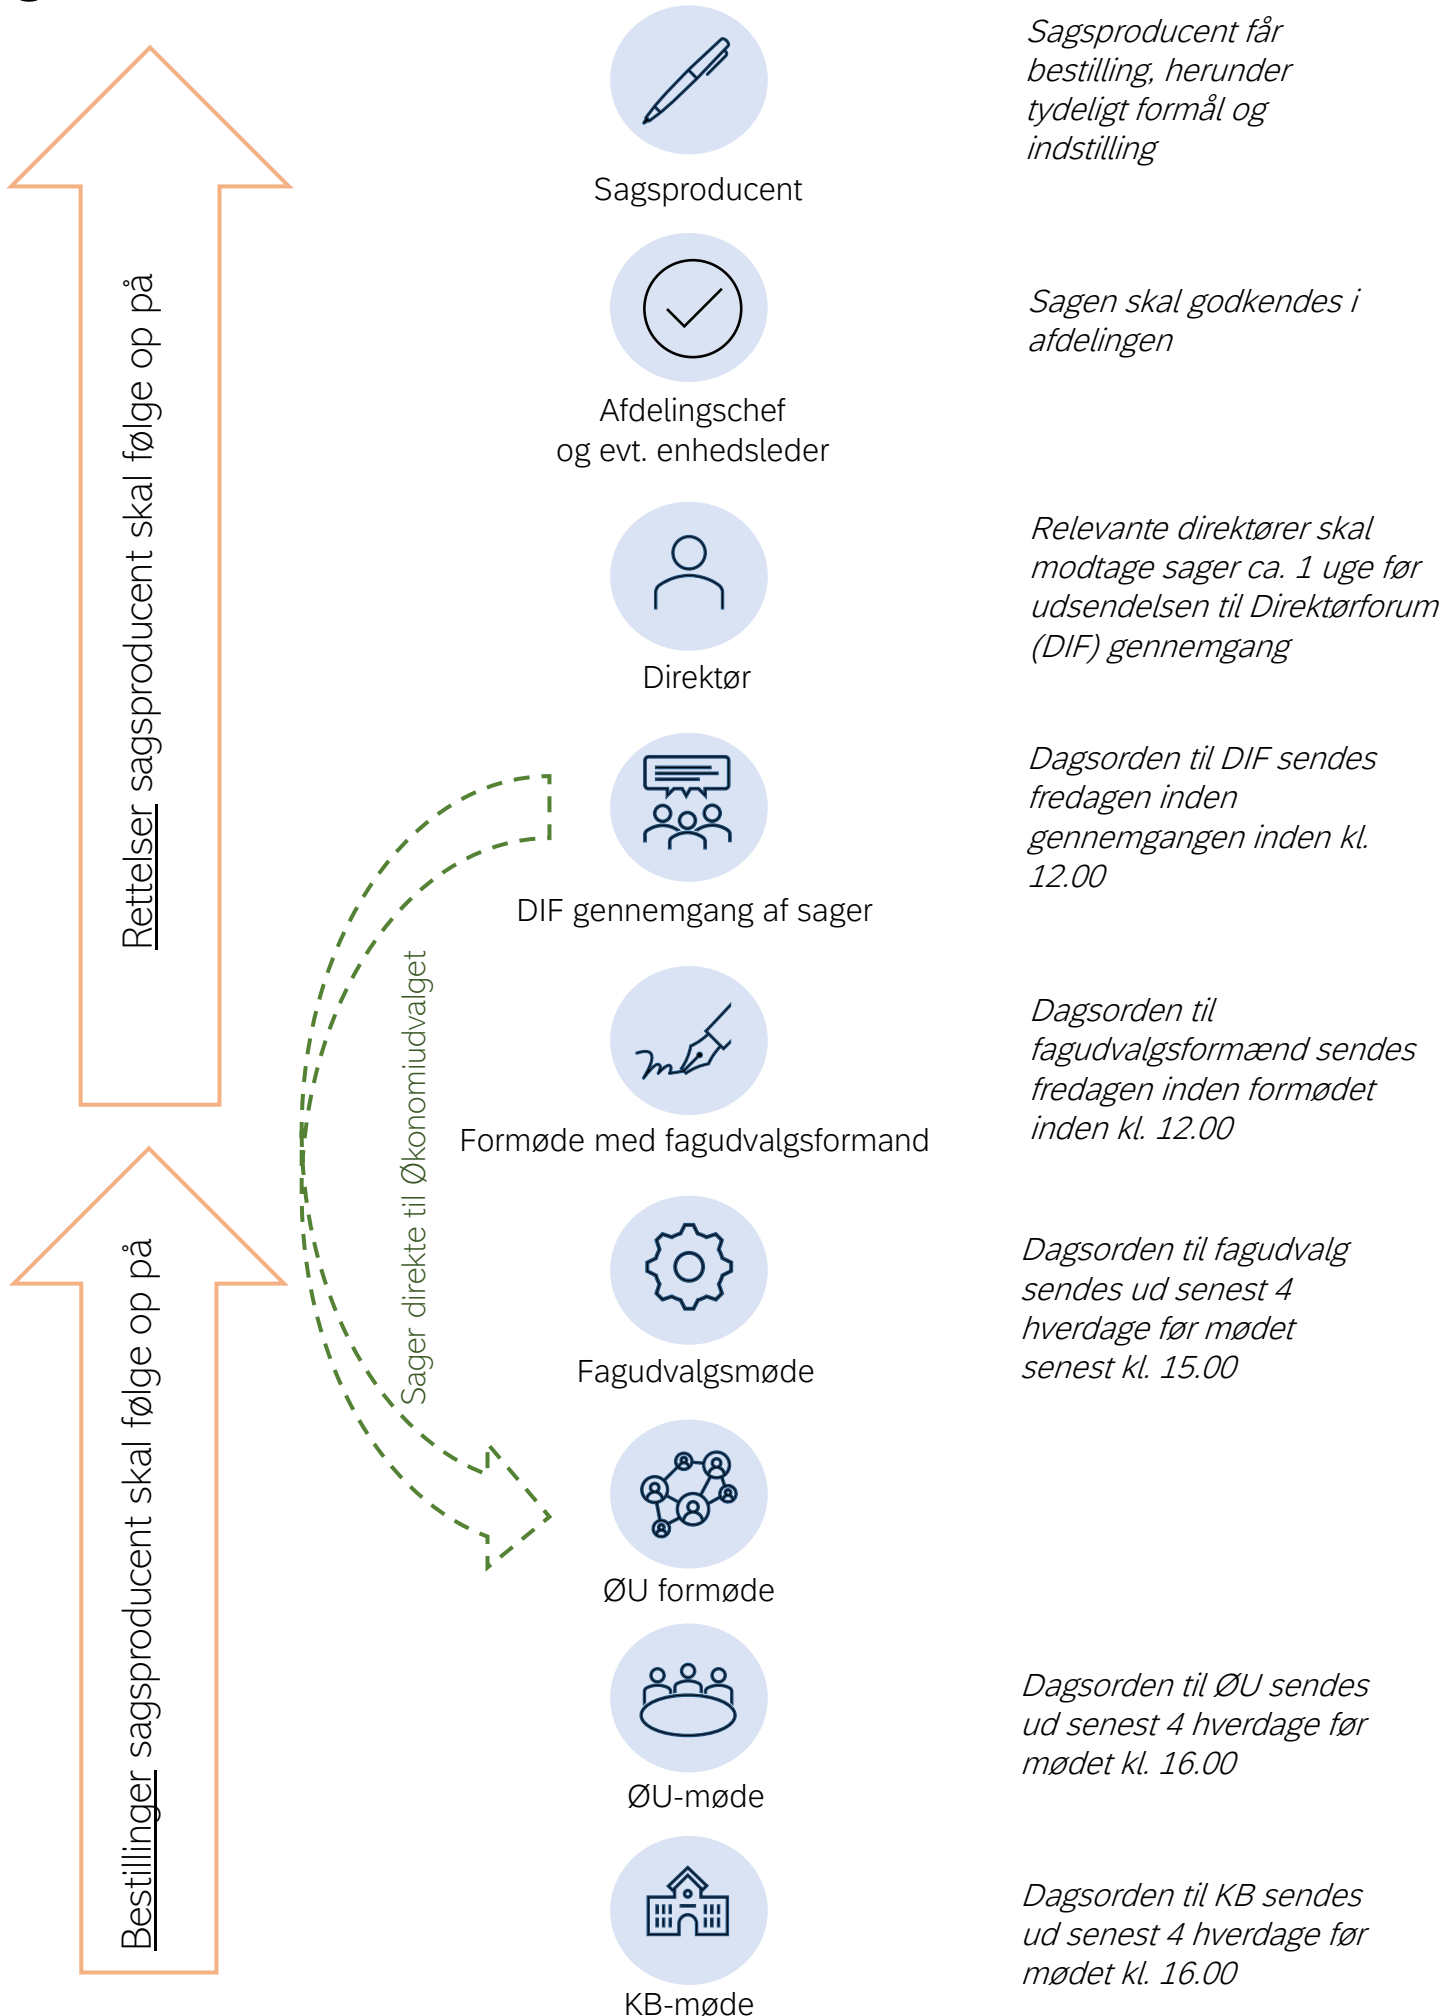 Sagsproducent får
bestilling, herunder
tydeligt formål og
indstilling
Sagsproducent
Sagen skal godkendes i
afdelingen
Afdelingschef
og evt. enhedsleder
Relevante direktører skal
modtage sager ca. 1 uge før
udsendelsen til Direktørforum
(DIF) gennemgang
Direktør
Dagsorden til DIF sendes
fredagen inden
gennemgangen inden kl.
12.00
DIF gennemgang af sager
Dagsorden til
fagudvalgsformænd sendes
fredagen inden formødet
inden kl. 12.00
Formøde med fagudvalgsformand
Dagsorden til fagudvalg
sendes ud senest 4
hverdage før mødet
senest kl. 15.00
Fagudvalgsmøde
ØU formøde
Dagsorden til ØU sendes
ud senest 4 hverdage før
mødet kl. 16.00
ØU-møde
Dagsorden til KB sendes
ud senest 4 hverdage før
mødet kl. 16.00
KB-møde
Rettelser sagsproducent skal følge op på
Sager direkte til Økonomiudvalget
Bestillinger sagsproducent skal følge op på